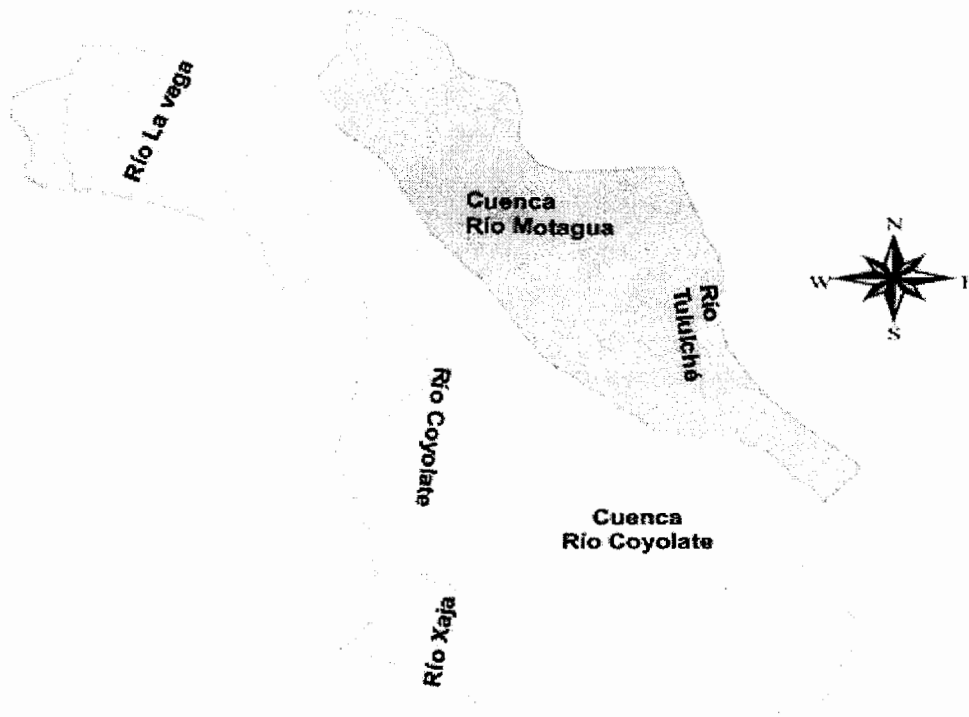 Río La vega
Cuenca
Río Motagua
N
W
E
S
Río
Tululché
Río Coyolate
Cuenca
Río Coyolate
Río Xaja